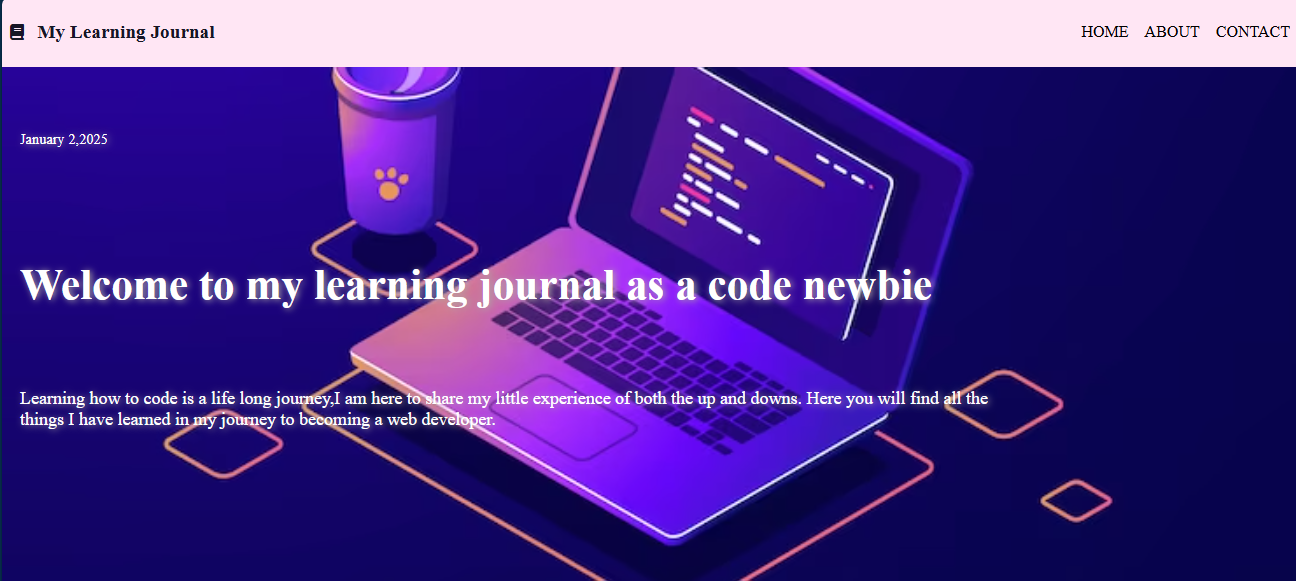 My Learning Journal
HOME ABOUT CONTACT
January 2,2025
Welcome to my learning journal as a code newbie
Learning how to code is a life long journey,I am here to share my little experience of both the up and downs. Here you will find all the
things I have learned in my journey to becoming a web developer.